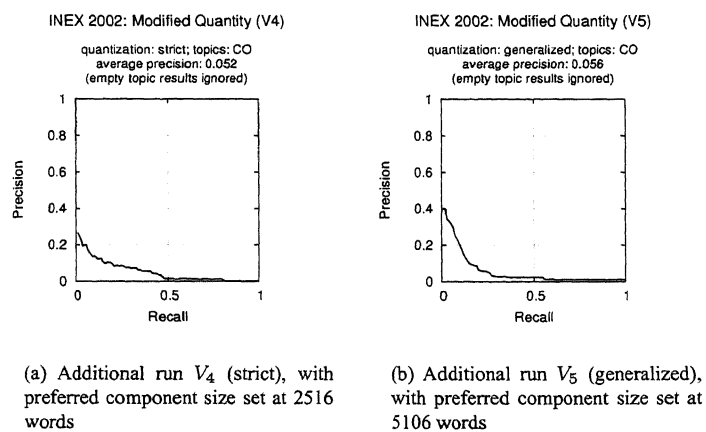 INEX 2002: Modified Quantity (V4)
quantization: strict; topics: CO
average precision: 0.052
(empty topic results ignored)
1
0.8
0.6
0.4
0.2
0
Precision
0
0.5
1
Recall
(a) Additional run V4 (strict), with
preferred component size set at 2516
words
INEX 2002: Modified Quantity (V5)
quantization: generalized; topics: CO
average precision: 0.056
(empty topic results ignored)
1
0.8
0.6
0.4
0.2
0
Precision
0
0.5
1
Recall
(b) Additional run V5 (generalized),
with preferred component size set at
5106 words